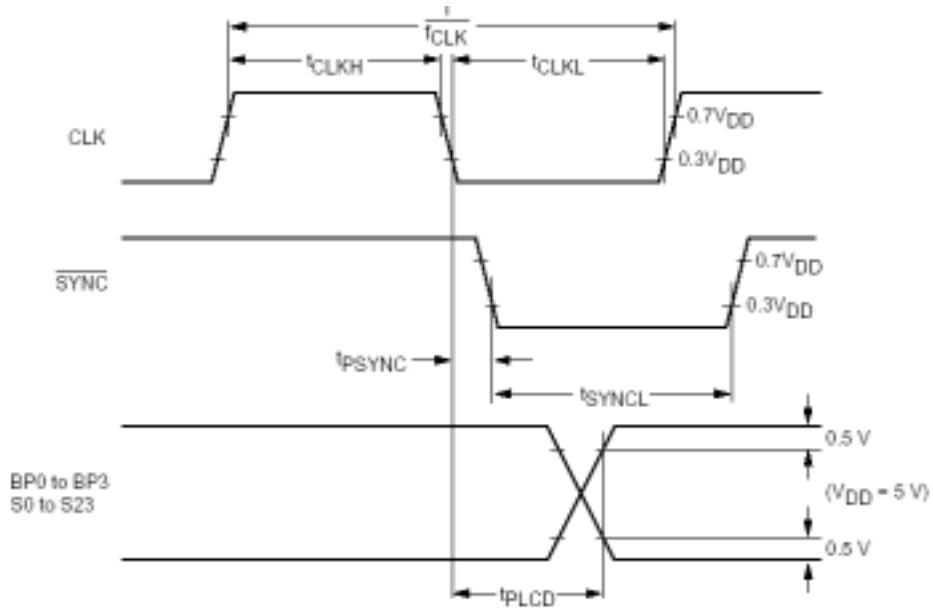 1
fCLK
tCLKH
tCLKL
CLK
0.7VDD
0.3VDD
SYNC
0.7VDD
0.3VDD
tPSYNC
tSYNCL
BP0 to BP3
S0 to S23
0.5 V
(VDD = 5 V)
0.5 V
tPLCD